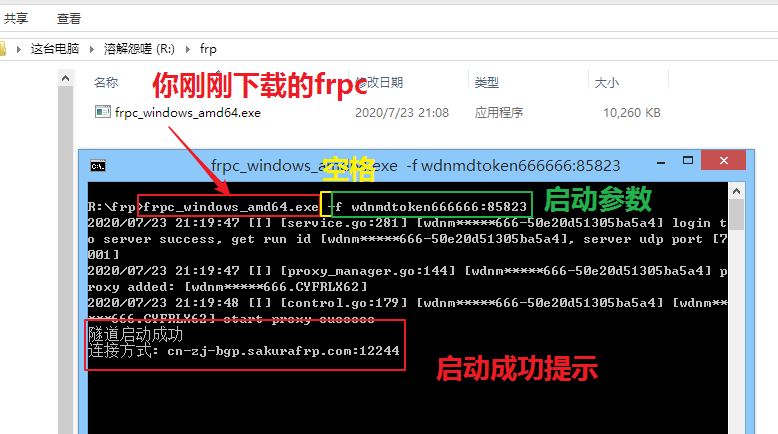 共享 查看
这台电脑 溶解怨嗟 (R:) frp
名称 修改日期 类型 大小
你刚刚下载的frpc
frpc_windows_amd64.exe 2020/7/23 21:08 应用程序 10,260 KB
frpc_windows_amd64.exe -f wdnmdtoken666666:85823
空格
R:\frp>frpc_windows_amd64.exe -f wdnmdtoken666666:85823
启动参数
2020/07/23 21:19:47 [I] [service.go:281] [wdnm*****666-50e20d51305ba5a4] login t
o server success, get run id [wdnm*****666-50e20d51305ba5a4], server udp port [7
001]
2020/07/23 21:19:47 [I] [proxy_manager.go:144] [wdnm*****666-50e20d51305ba5a4] p
roxy added: [wdnm*****666.CYFRLX62]
2020/07/23 21:19:48 [I] [control.go:179] [wdnm*****666-50e20d51305ba5a4] [wdnm**
***666.CYFRLX62] start proxy success
隧道启动成功
连接方式: cn-zj-bgp.sakurafrp.com:12244
启动成功提示